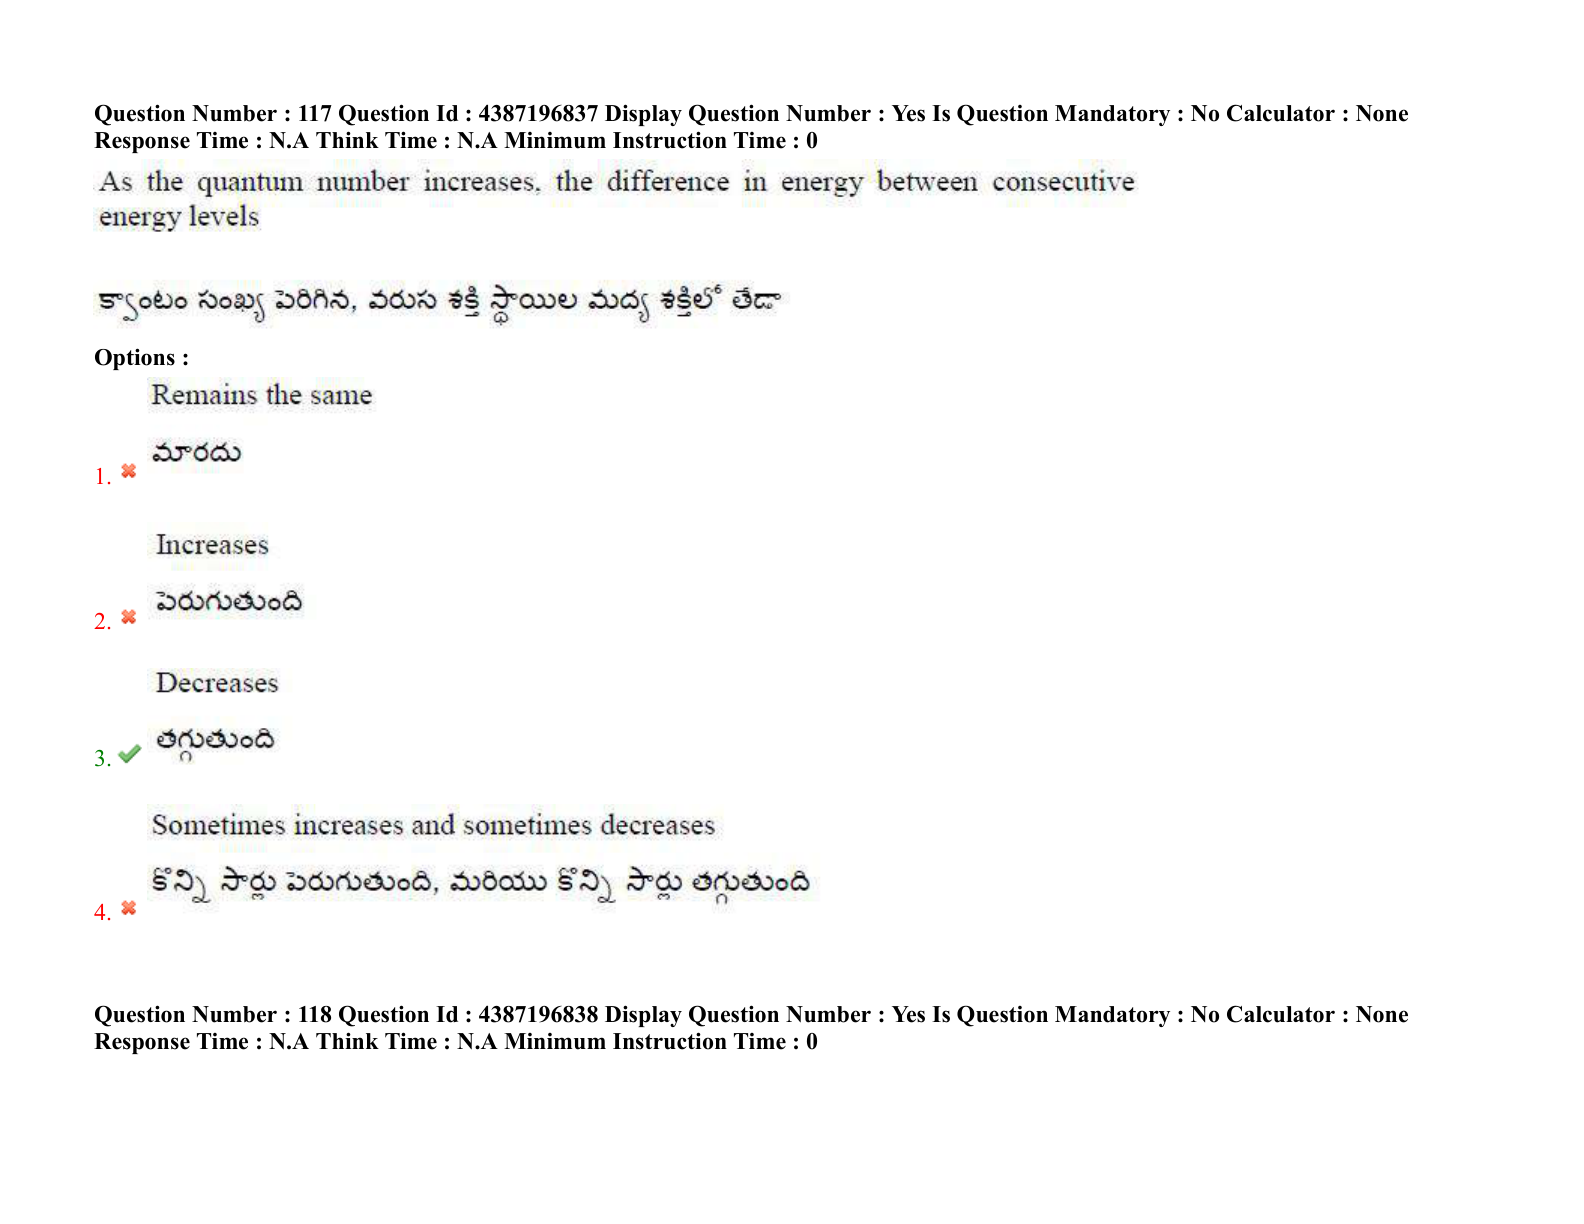 Question Number : 117 Question Id : 4387196837 Display Question Number : Yes Is Question Mandatory : No Calculator : None
Response Time : N.A Think Time : N.A Minimum Instruction Time : 0
As the quantum number increases, the difference in energy between consecutive
energy levels
క్వాంటం సంఖ్య పెరిగిన, వరుస శక్తి స్థాయిల మద్య శక్తిలో తేడా
Options :
Remains the same
మారదు
1.
Increases
పెరుగుతుంది
2.
Decreases
తగ్గుతుంది
3.
Sometimes increases and sometimes decreases
కొన్ని సార్లు పెరుగుతుంది, మరియు కొన్ని సార్లు తగ్గుతుంది
4.
Question Number : 118 Question Id : 4387196838 Display Question Number : Yes Is Question Mandatory : No Calculator : None
Response Time : N.A Think Time : N.A Minimum Instruction Time : 0